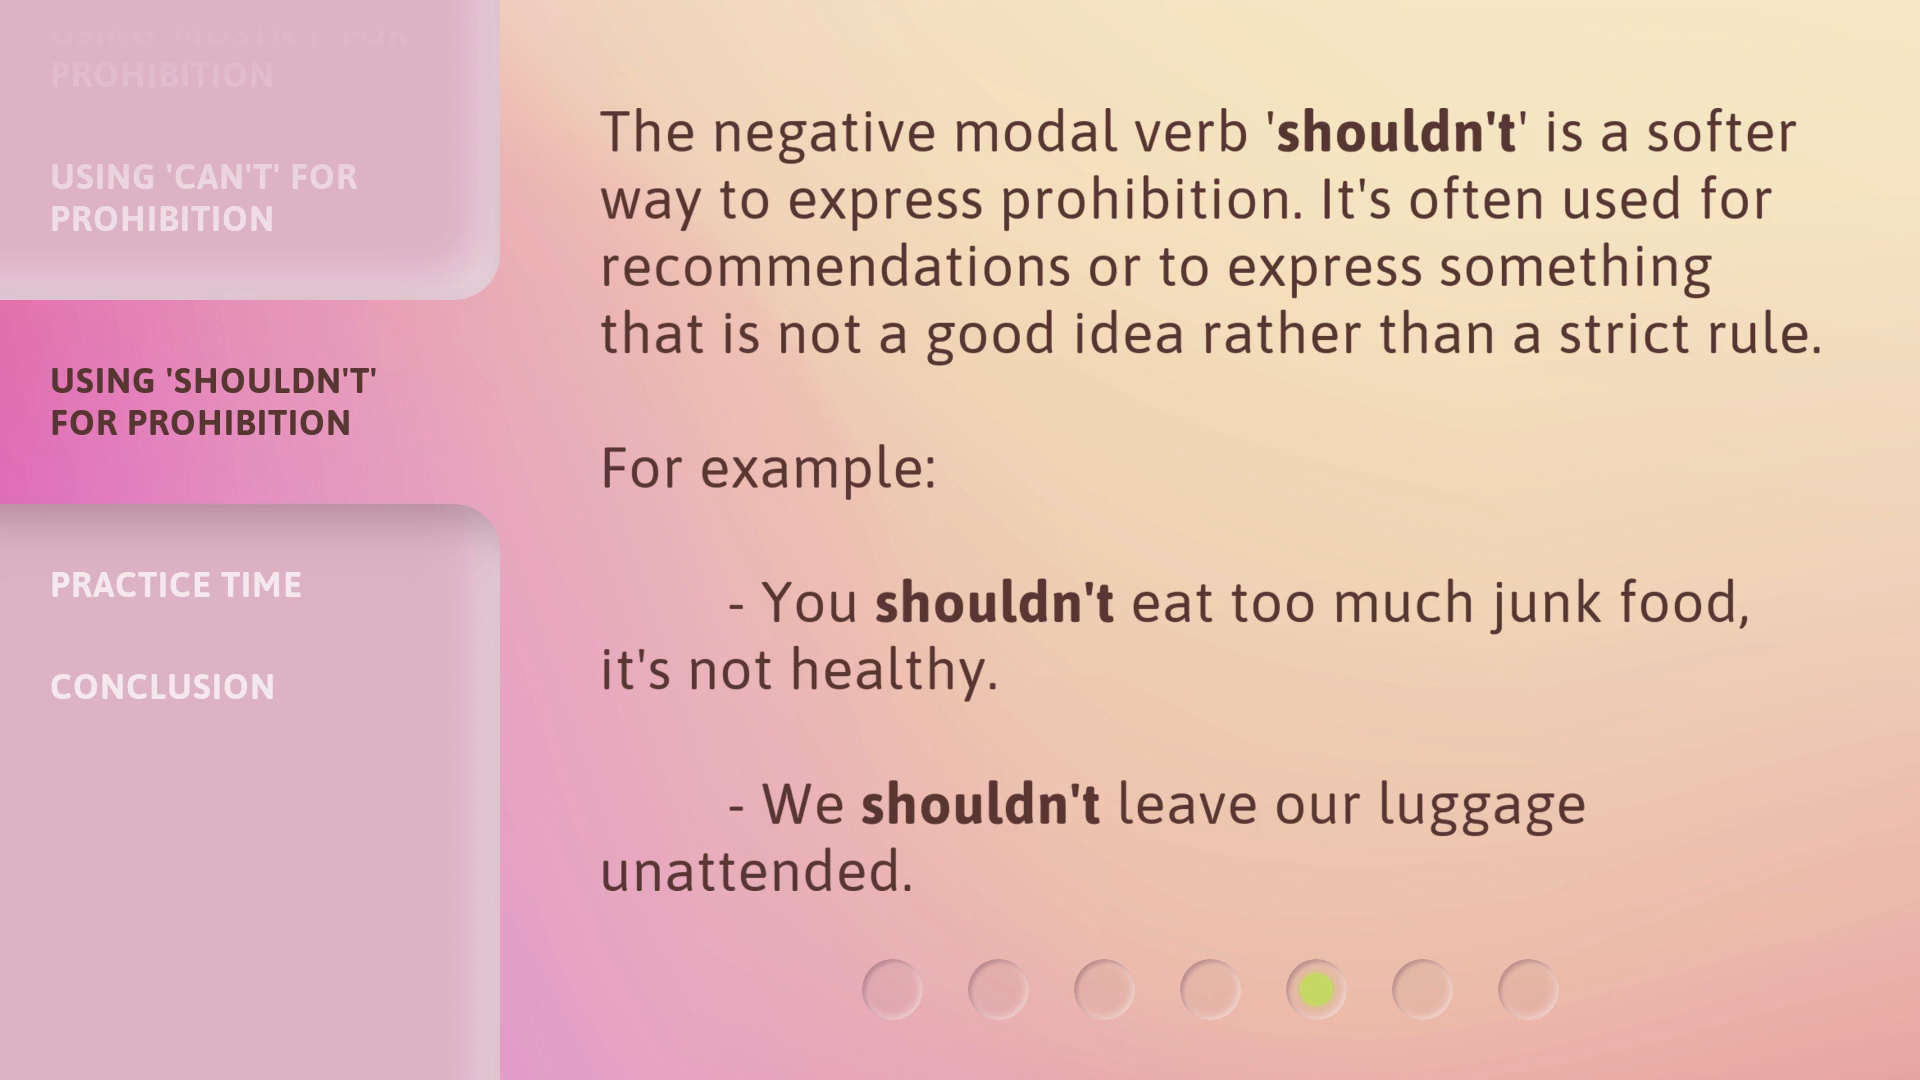 USING 'MUSTN'T' FOR
PROHIBITION
USING 'CAN'T' FOR
PROHIBITION
USING 'SHOULDN'T'
FOR PROHIBITION
PRACTICE TIME
CONCLUSION
The negative modal verb 'shouldn't' is a softer
way to express prohibition. It's often used for
recommendations or to express something
that is not a good idea rather than a strict rule.
For example:
- You shouldn't eat too much junk food,
it's not healthy.
- We shouldn't leave our luggage
unattended.